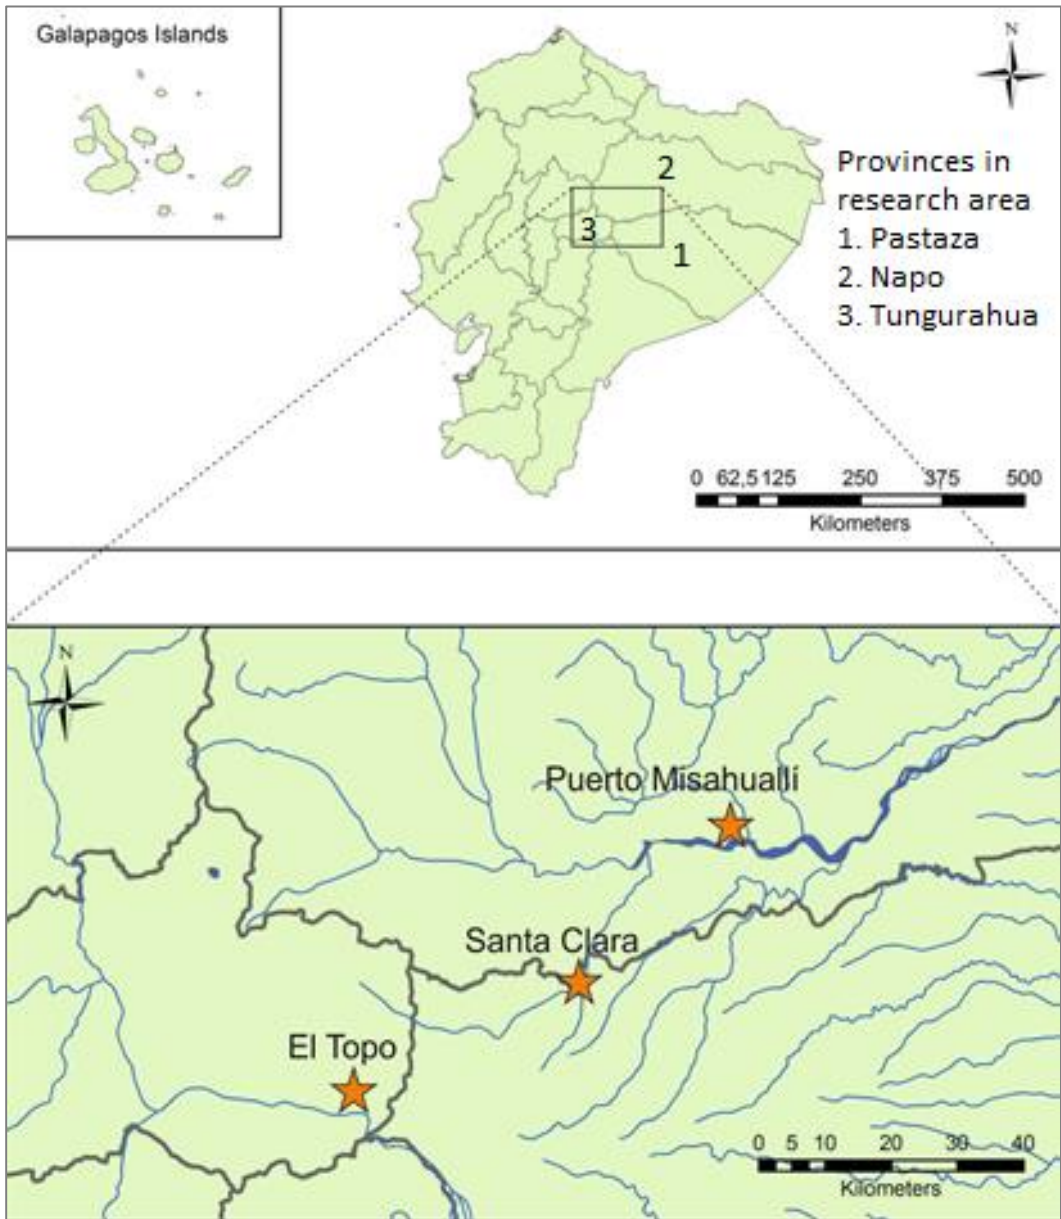 Galapagos Islands
N
Provinces in
research area
1. Pastaza
2. Napo
3. Tungurahua
2
3
1
0 62,5 125 250 375 500
Kilometers
N
Puerto Misahuallí
Santa Clara
El Topo
0 5 10 20 30 40
Kilometers